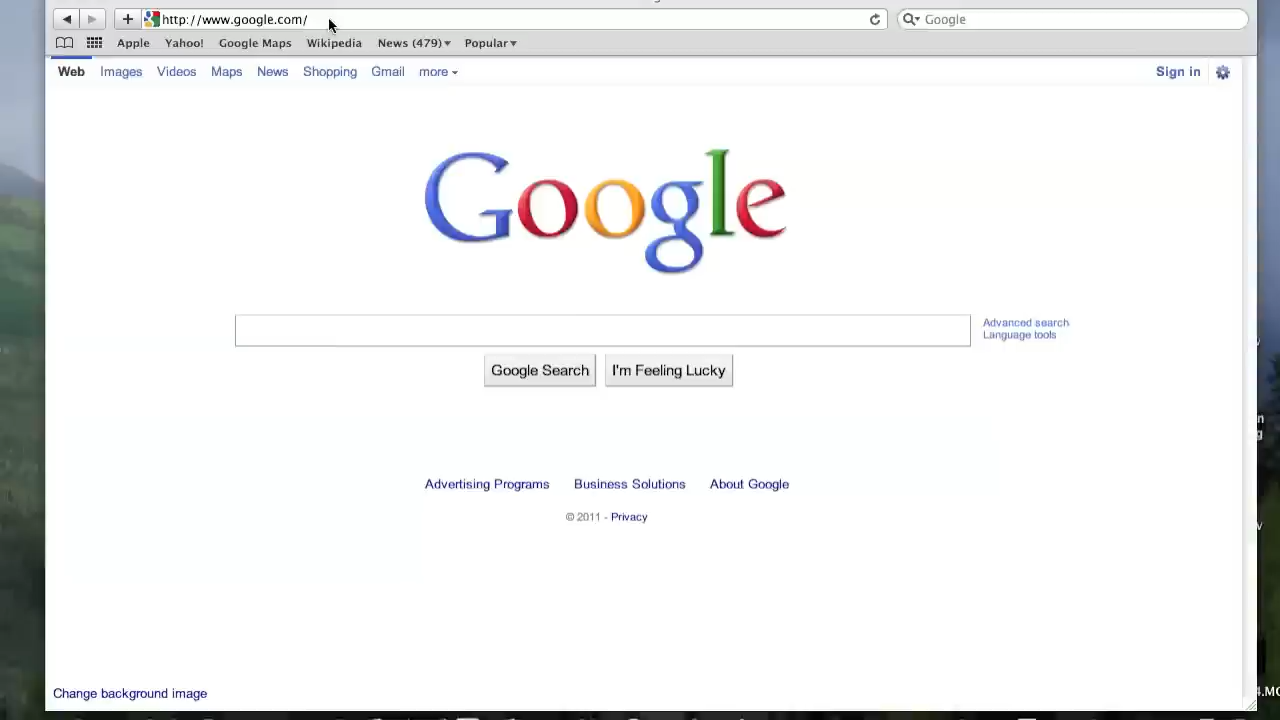 http://www.google.com/ Google
Apple Yahoo! Google Maps Wikipedia News (479) Popular
Web Images Videos Maps News Shopping Gmail more Sign in
Google
Advanced search
Language tools
Google Search I'm Feeling Lucky
Advertising Programs Business Solutions About Google
© 2011 - Privacy
Change background image